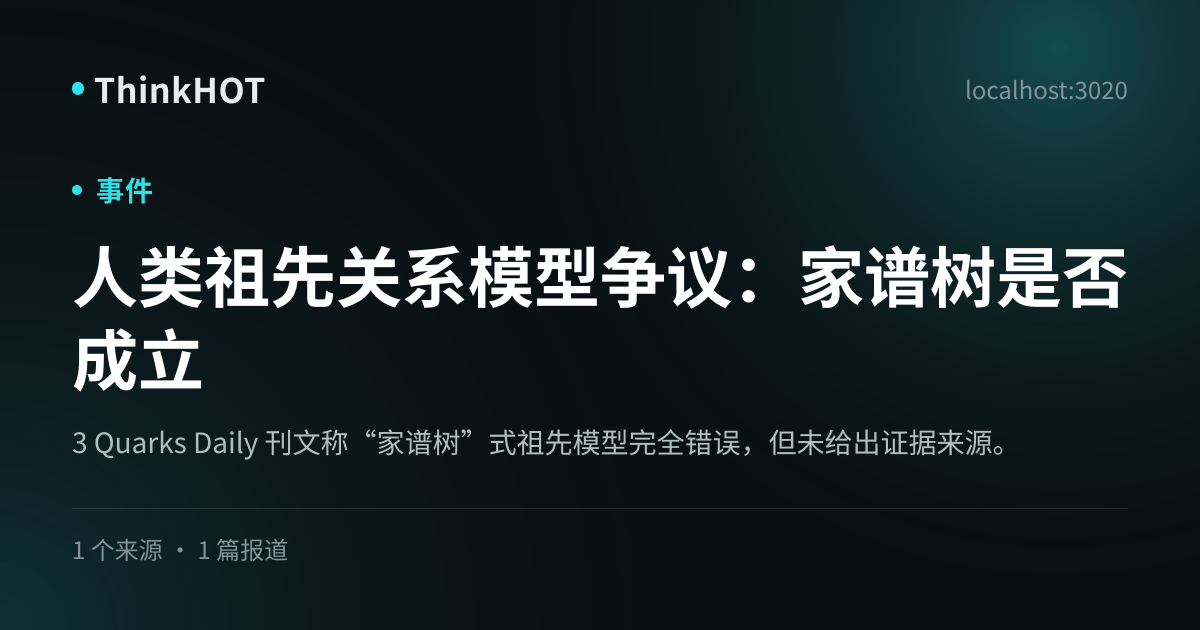 ThinkHOT
localhost:3020
事件
人类祖先关系模型争议：家谱树是否
成立
3 Quarks Daily 刊文称“家谱树”式祖先模型完全错误，但未给出证据来源。
1 个来源 · 1 篇报道